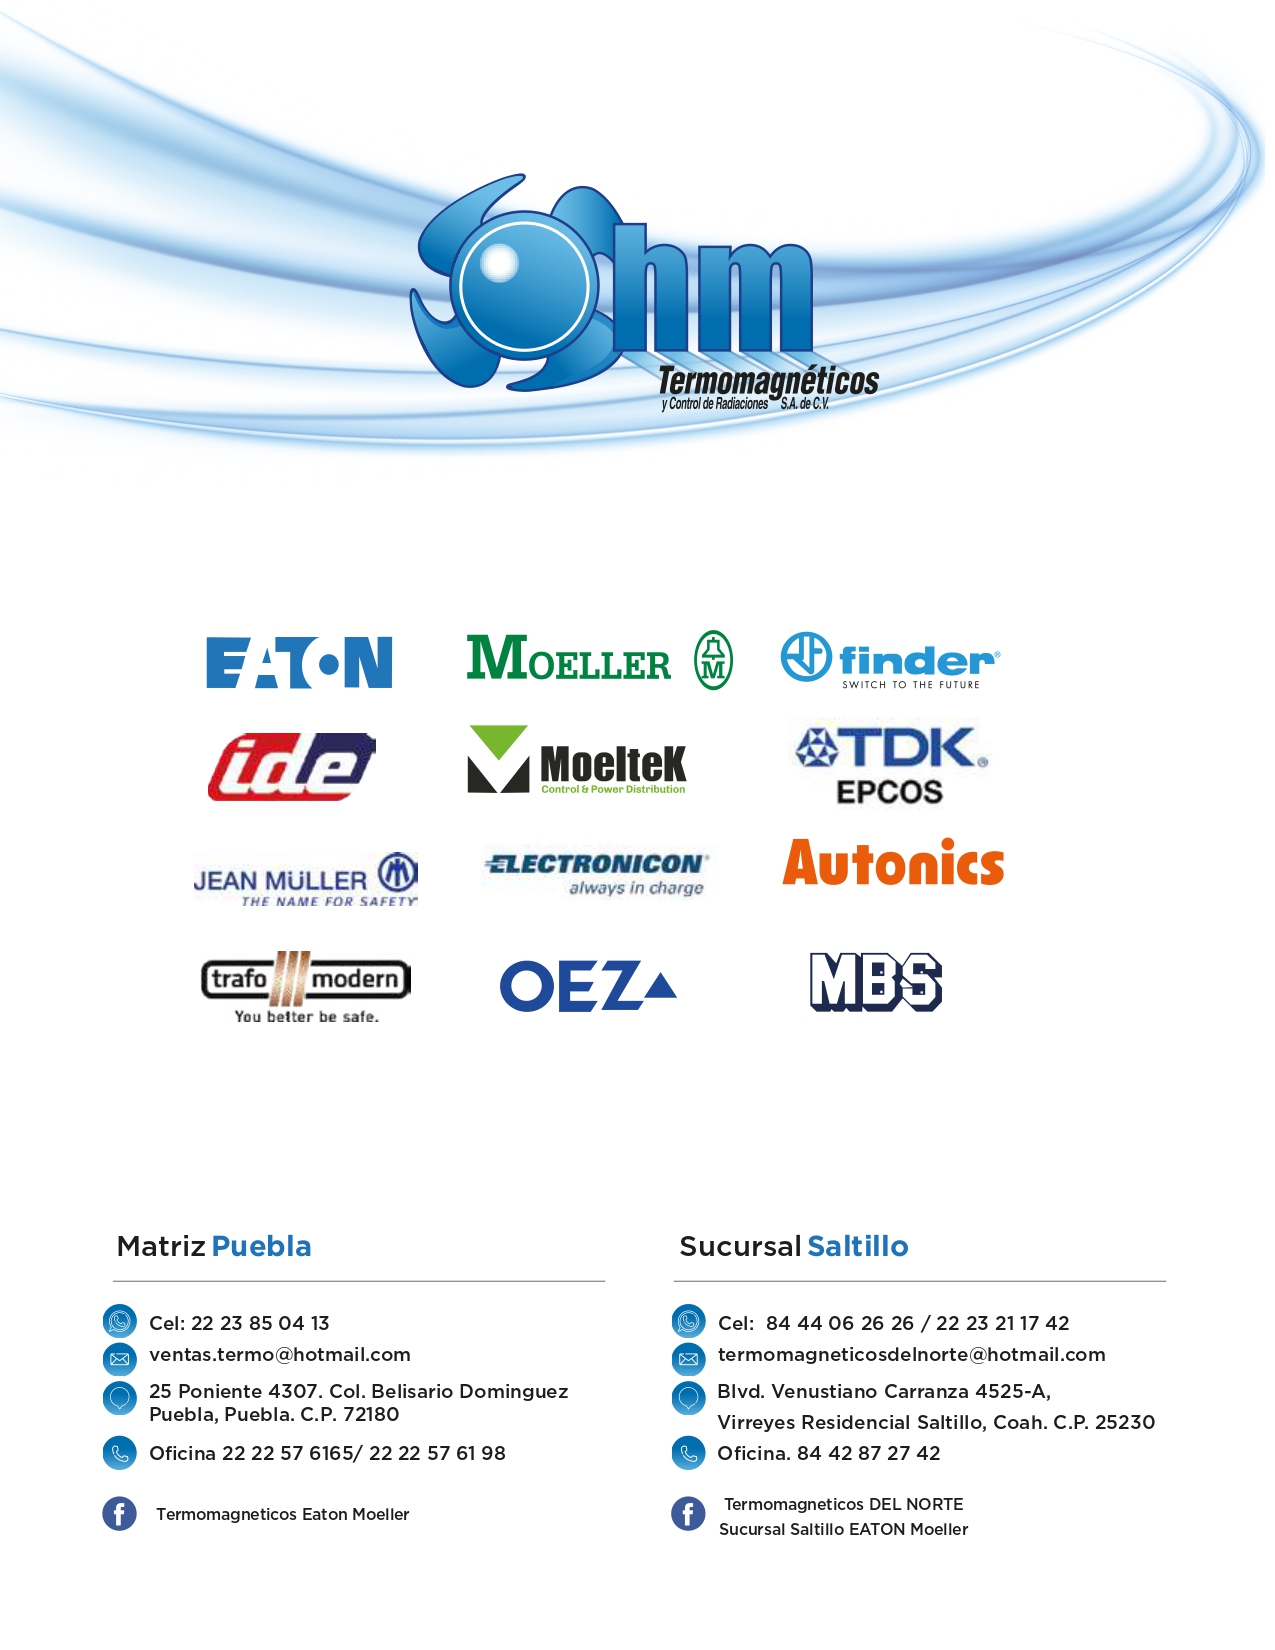 Ohm
Termomagnéticos
y Control de Radiaciones S.A. de C.V.
EATON MOELLER M finder®
SWITCH TO THE FUTURE
ide MoelteK TDK®
Control & Power Distribution EPCOS
JEAN MÜLLER ELECTRONICON® Autonics
THE NAME FOR SAFETY always in charge
trafo modern OEZ MBS
You better be safe.
Matriz Puebla
Cel: 22 23 85 04 13
ventas.termo@hotmail.com
25 Poniente 4307. Col. Belisario Dominguez
Puebla, Puebla. C.P. 72180
Oficina 22 22 57 6165/ 22 22 57 61 98
f Termomagneticos Eaton Moeller
Sucursal Saltillo
Cel: 84 44 06 26 26 / 22 23 21 17 42
termomagneticosdelnorte@hotmail.com
Blvd. Venustiano Carranza 4525-A,
Virreyes Residencial Saltillo, Coah. C.P. 25230
Oficina. 84 42 87 27 42
f Termomagneticos DEL NORTE
Sucursal Saltillo EATON Moeller